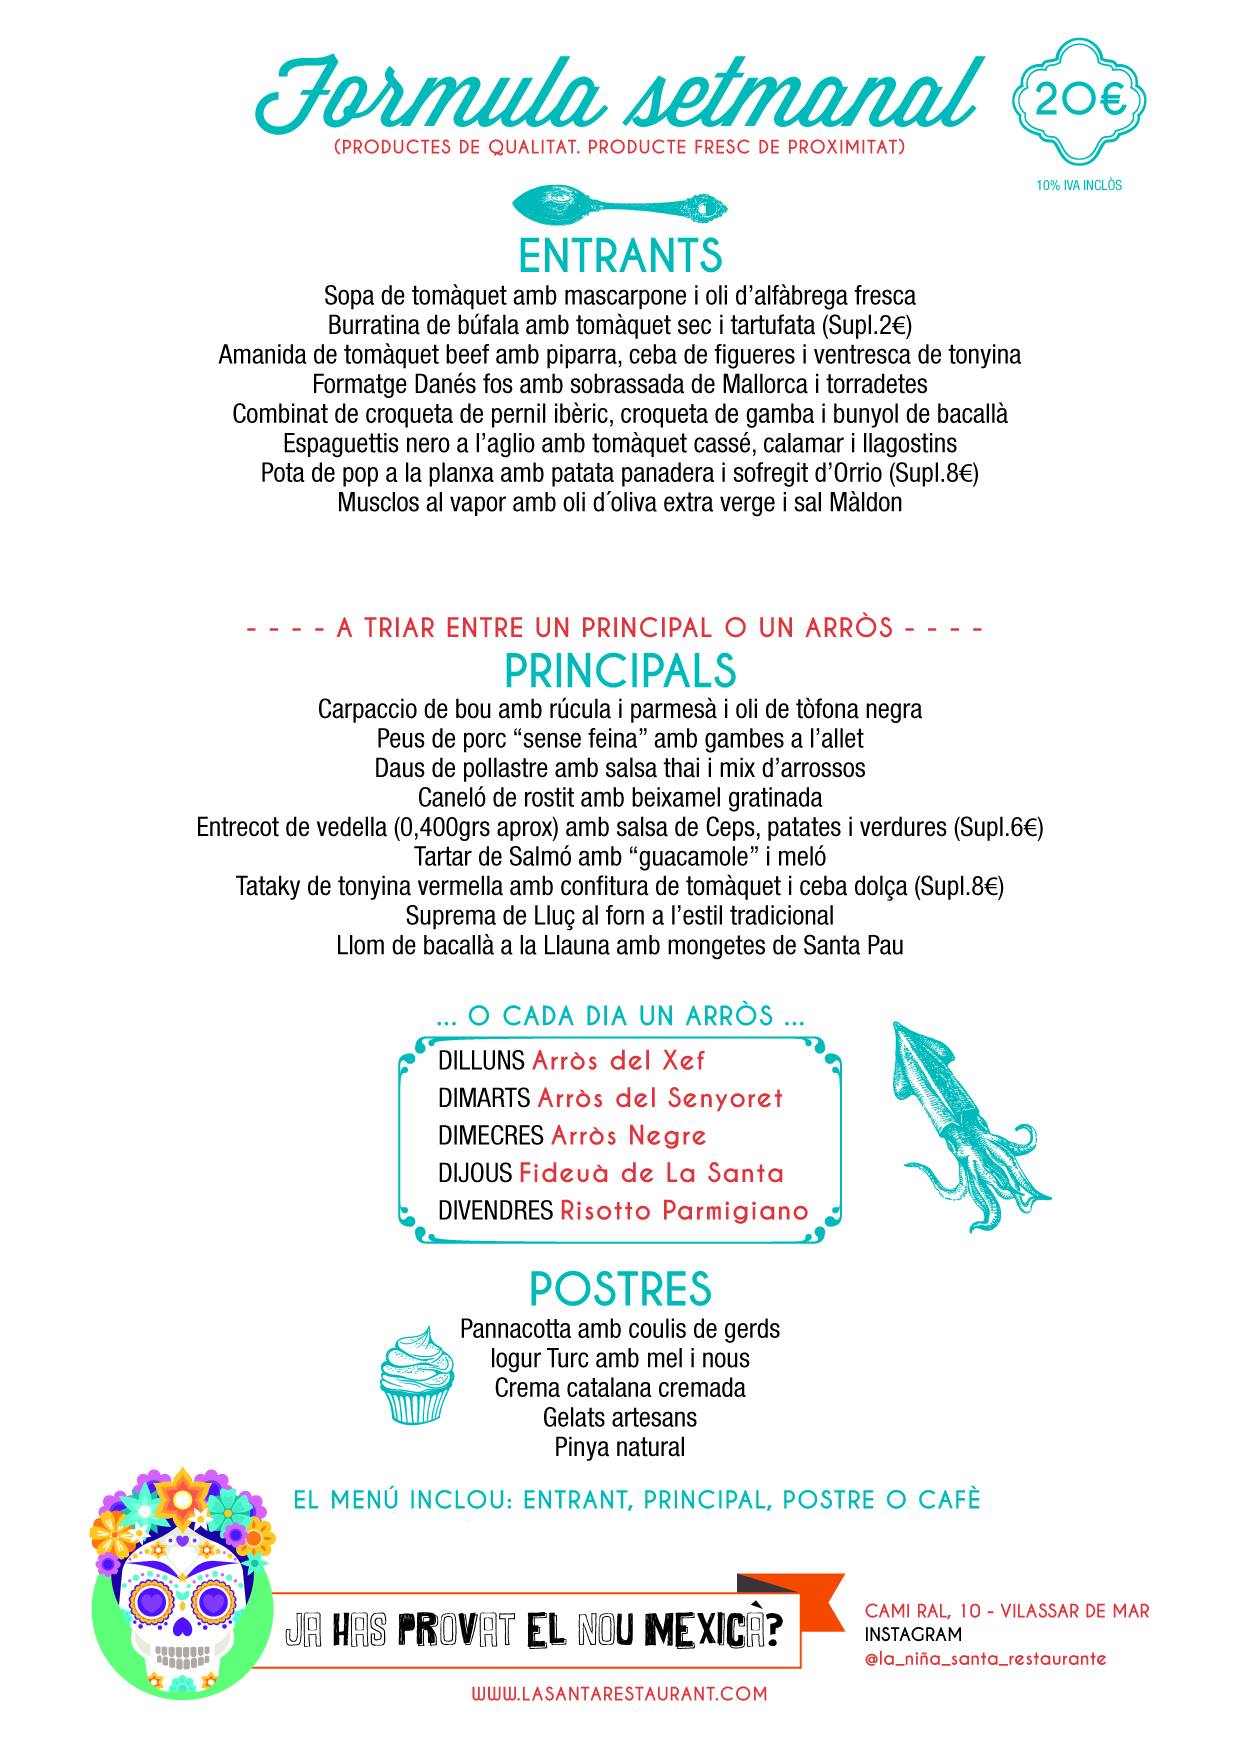 Formula setmanal
20€
(PRODUCTES DE QUALITAT. PRODUCTE FRESC DE PROXIMITAT)
10% IVA INCLÒS
ENTRANTS
Sopa de tomàquet amb mascarpone i oli d’alfàbrega fresca
Burratina de búfala amb tomàquet sec i tartufata (Supl.2€)
Amanida de tomàquet beef amb piparra, ceba de figueres i ventresca de tonyina
Formatge Danés fos amb sobrassada de Mallorca i torradetes
Combinat de croqueta de pernil ibèric, croqueta de gamba i bunyol de bacallà
Espaguettis nero a l’aglio amb tomàquet cassé, calamar i llagostins
Pota de pop a la planxa amb patata panadera i sofregit d’Orrio (Supl.8€)
Musclos al vapor amb oli d´oliva extra verge i sal Màldon
- - - - A TRIAR ENTRE UN PRINCIPAL O UN ARRÒS - - - -
PRINCIPALS
Carpaccio de bou amb rúcula i parmesà i oli de tòfona negra
Peus de porc “sense feina” amb gambes a l’allet
Daus de pollastre amb salsa thai i mix d’arrossos
Caneló de rostit amb beixamel gratinada
Entrecot de vedella (0,400grs aprox) amb salsa de Ceps, patates i verdures (Supl.6€)
Tartar de Salmó amb “guacamole” i meló
Tataky de tonyina vermella amb confitura de tomàquet i ceba dolça (Supl.8€)
Suprema de Lluç al forn a l’estil tradicional
Llom de bacallà a la Llauna amb mongetes de Santa Pau
... O CADA DIA UN ARRÒS ...
DILLUNS Arròs del Xef
DIMARTS Arròs del Senyoret
DIMECRES Arròs Negre
DIJOUS Fideuà de La Santa
DIVENDRES Risotto Parmigiano
POSTRES
Pannacotta amb coulis de gerds
Iogur Turc amb mel i nous
Crema catalana cremada
Gelats artesans
Pinya natural
EL MENÚ INCLOU: ENTRANT, PRINCIPAL, POSTRE O CAFÈ
JA HAS PROVAT EL NOU MEXICÀ?
CAMI RAL, 10 - VILASSAR DE MAR
INSTAGRAM
@la_niña_santa_restaurante
WWW.LASANTARESTAURANT.COM